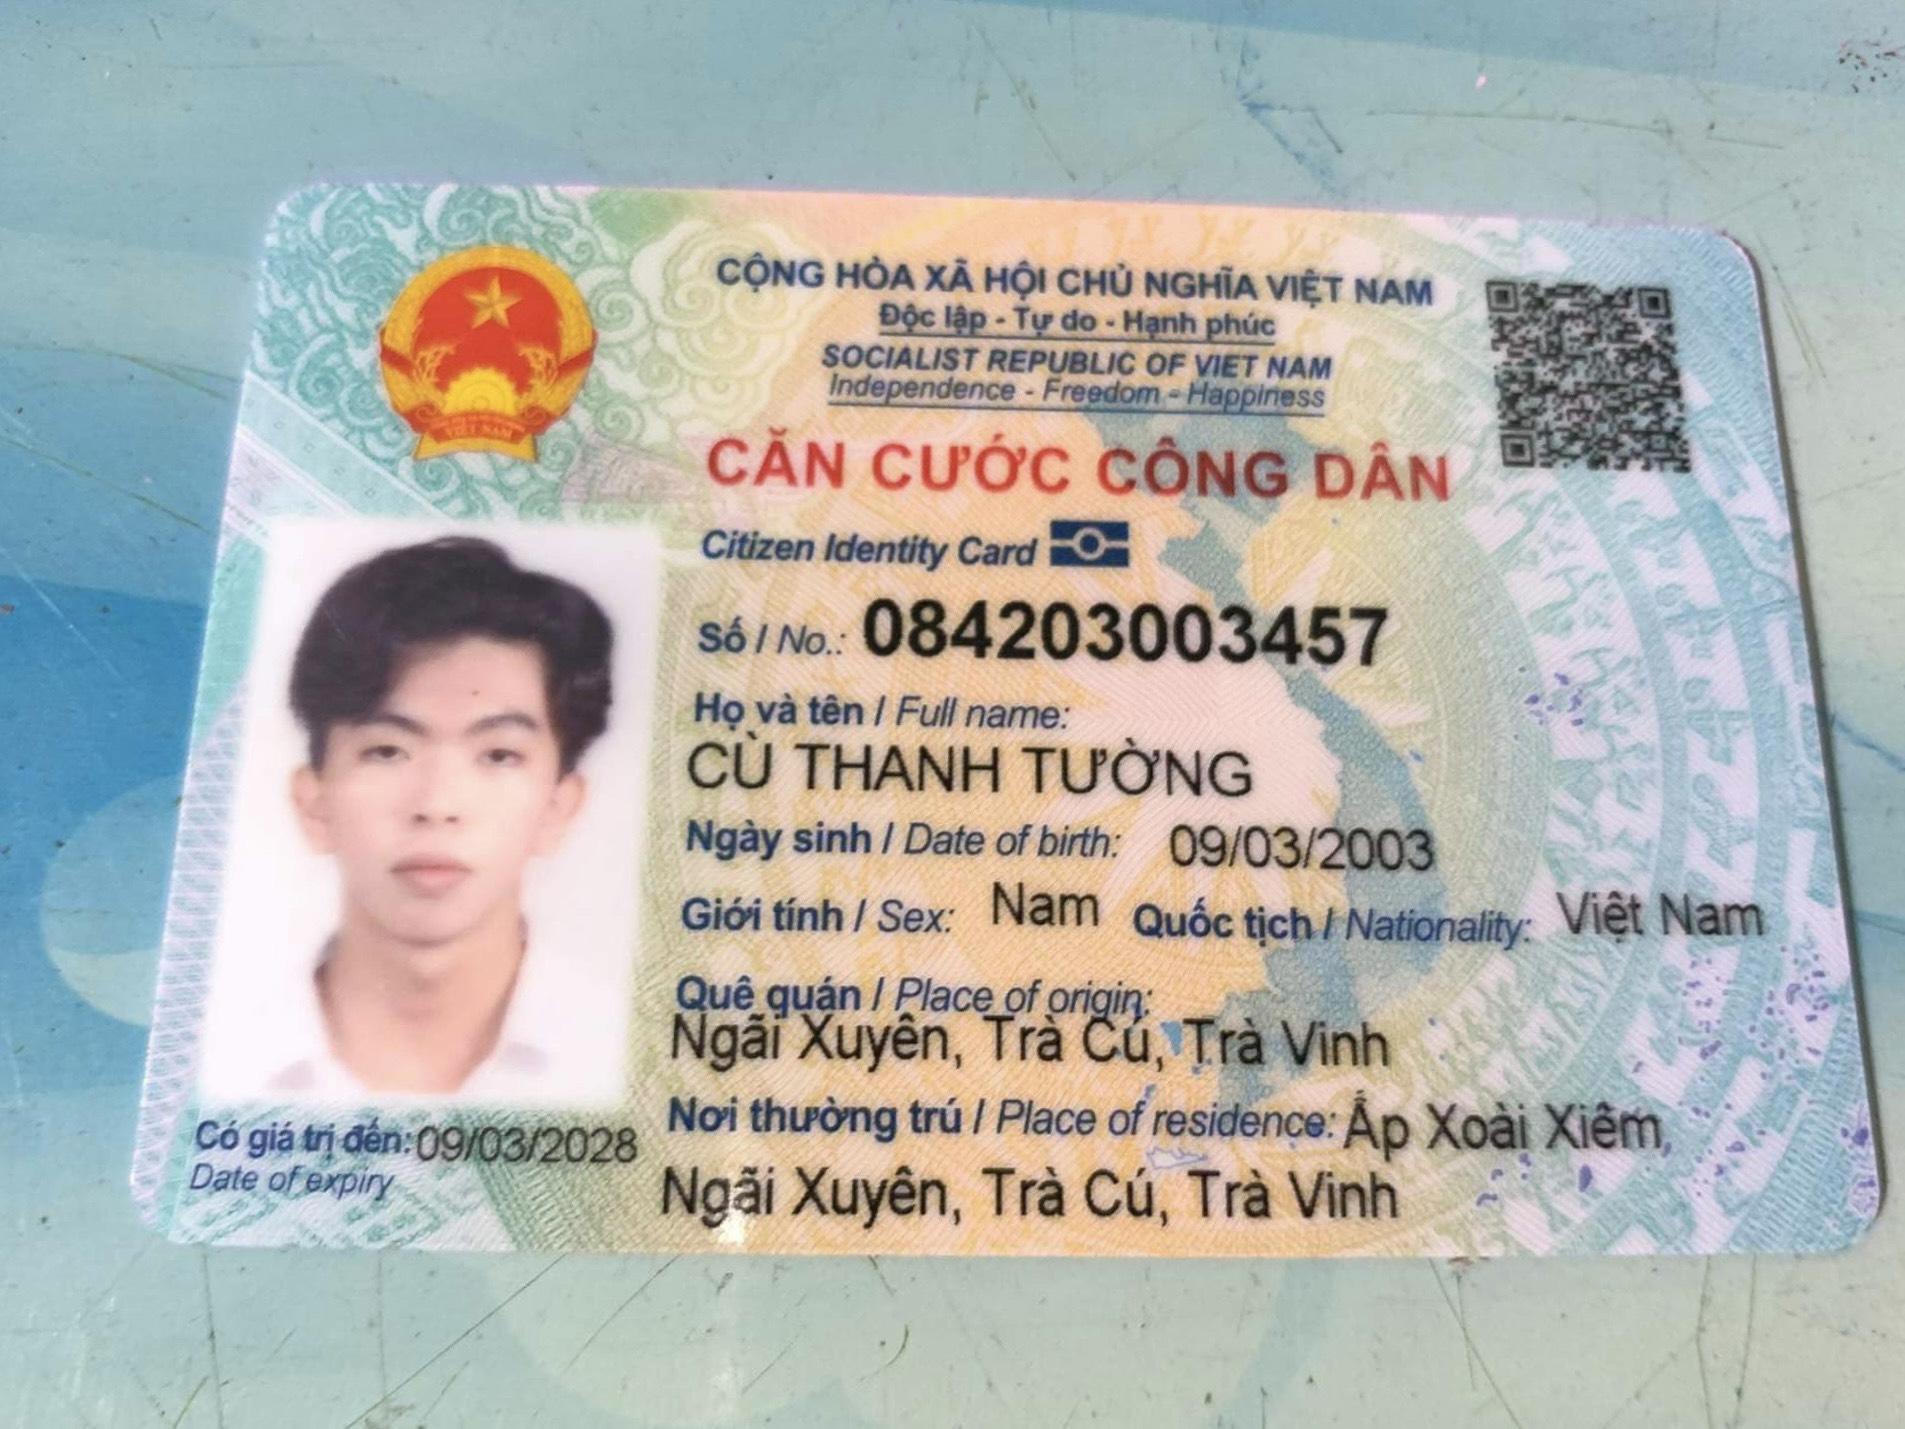 CỘNG HÒA XÃ HỘI CHỦ NGHĨA VIỆT NAM
Độc lập - Tự do - Hạnh phúc
SOCIALIST REPUBLIC OF VIET NAM
Independence - Freedom - Happiness
CĂN CƯỚC CÔNG DÂN
Citizen Identity Card
Số / No.: 084203003457
Họ và tên / Full name:
CÙ THANH TƯỜNG
Ngày sinh / Date of birth: 09/03/2003
Giới tính / Sex: Nam Quốc tịch / Nationality: Việt Nam
Quê quán / Place of origin:
Ngãi Xuyên, Trà Cú, Trà Vinh
Nơi thường trú / Place of residence: Ấp Xoài Xiêm,
Ngãi Xuyên, Trà Cú, Trà Vinh
Có giá trị đến: 09/03/2028
Date of expiry
VIỆT NAM